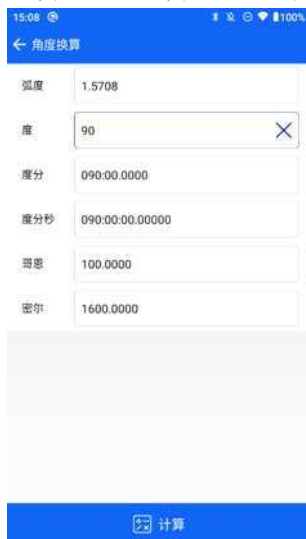 15:08 100%
← 角度换算
弧度 1.5708
度 90
度分 090:00.0000
度分秒 090:00:00.00000
哥恩 100.0000
密尔 1600.0000
计算